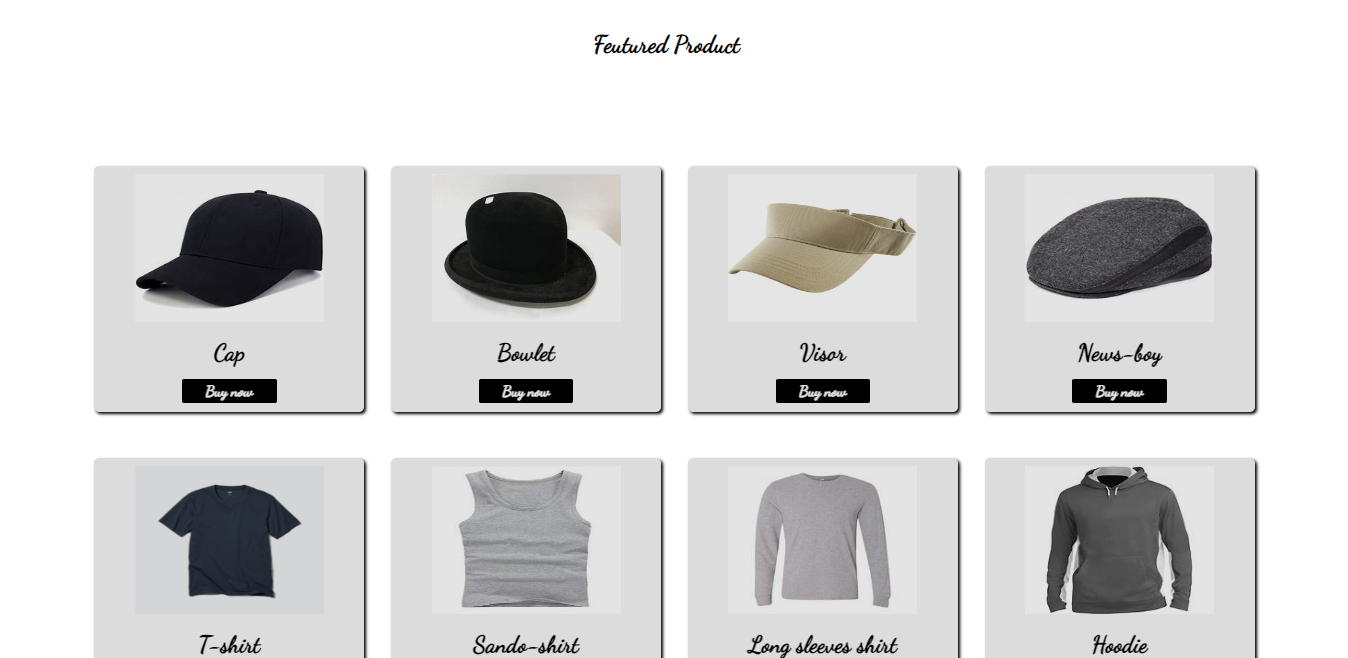 Feutured Product
Cap
Bowlet
Visor
News-boy
Buy now
Buy now
Buy now
Buy now
T-shirt
Sando-shirt
Long sleeves shirt
Hoodie